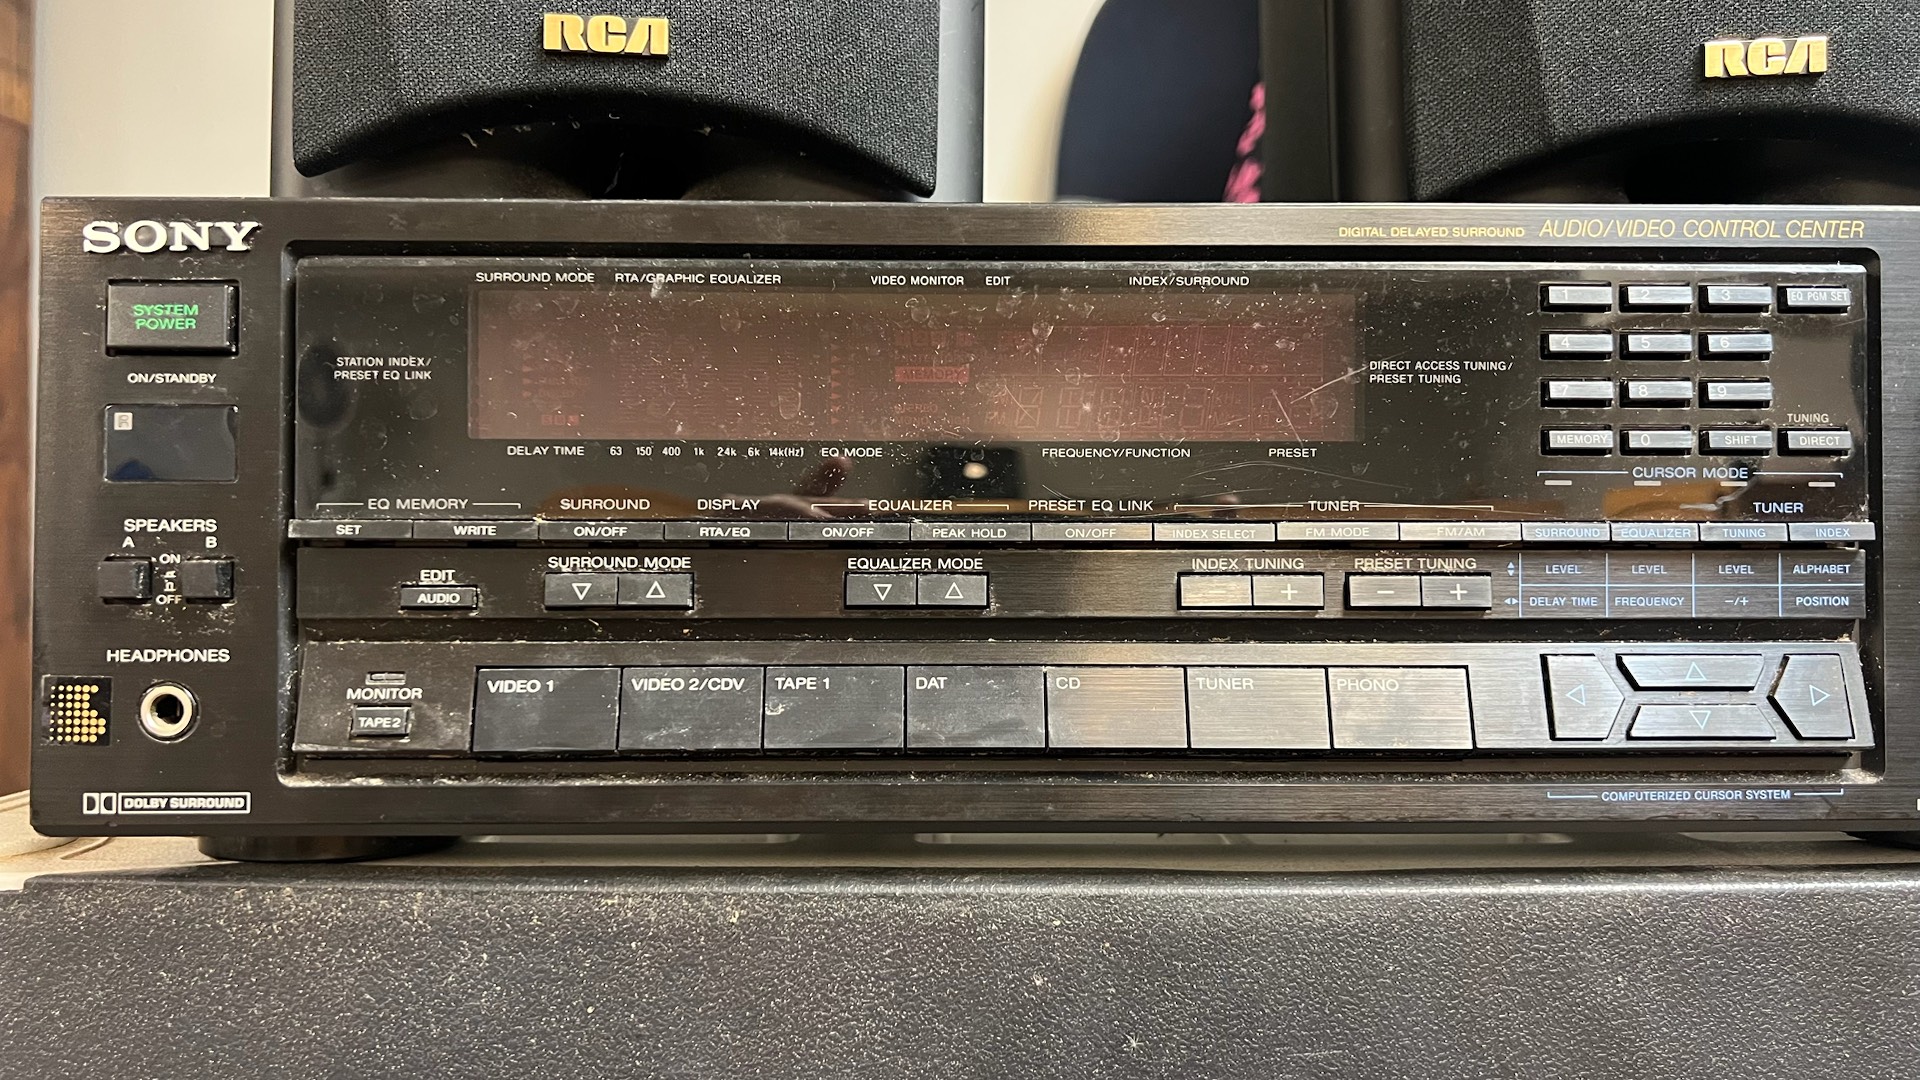 RCA
RCA
SONY
DIGITAL DELAYED SURROUND AUDIO/VIDEO CONTROL CENTER
SYSTEM
POWER
ON/STANDBY
SURROUND MODE RTA/GRAPHIC EQUALIZER VIDEO MONITOR EDIT INDEX/SURROUND
STATION INDEX/
PRESET EQ LINK
MEMORY
DIRECT ACCESS TUNING/
PRESET TUNING
DELAY TIME 63 150 400 1k 2.4k 6k 14k(Hz) EQ MODE FREQUENCY/FUNCTION PRESET
1 2 3 EQ PGM SET
4 5 6
7 8 9
TUNING
MEMORY 0 SHIFT DIRECT
CURSOR MODE
TUNER
R
SPEAKERS
A B
ON
OFF
HEADPHONES
EQ MEMORY SURROUND DISPLAY EQUALIZER PRESET EQ LINK TUNER
SET WRITE ON/OFF RTA/EQ ON/OFF PEAK HOLD ON/OFF INDEX SELECT FM MODE FM/AM SURROUND EQUALIZER TUNING INDEX
EDIT
AUDIO
SURROUND MODE EQUALIZER MODE INDEX TUNING PRESET TUNING
- + - +
LEVEL LEVEL LEVEL ALPHABET
DELAY TIME FREQUENCY -/+ POSITION
MONITOR
TAPE 2
VIDEO 1 VIDEO 2/CDV TAPE 1 DAT CD TUNER PHONO
COMPUTERIZED CURSOR SYSTEM
DOLBY SURROUND